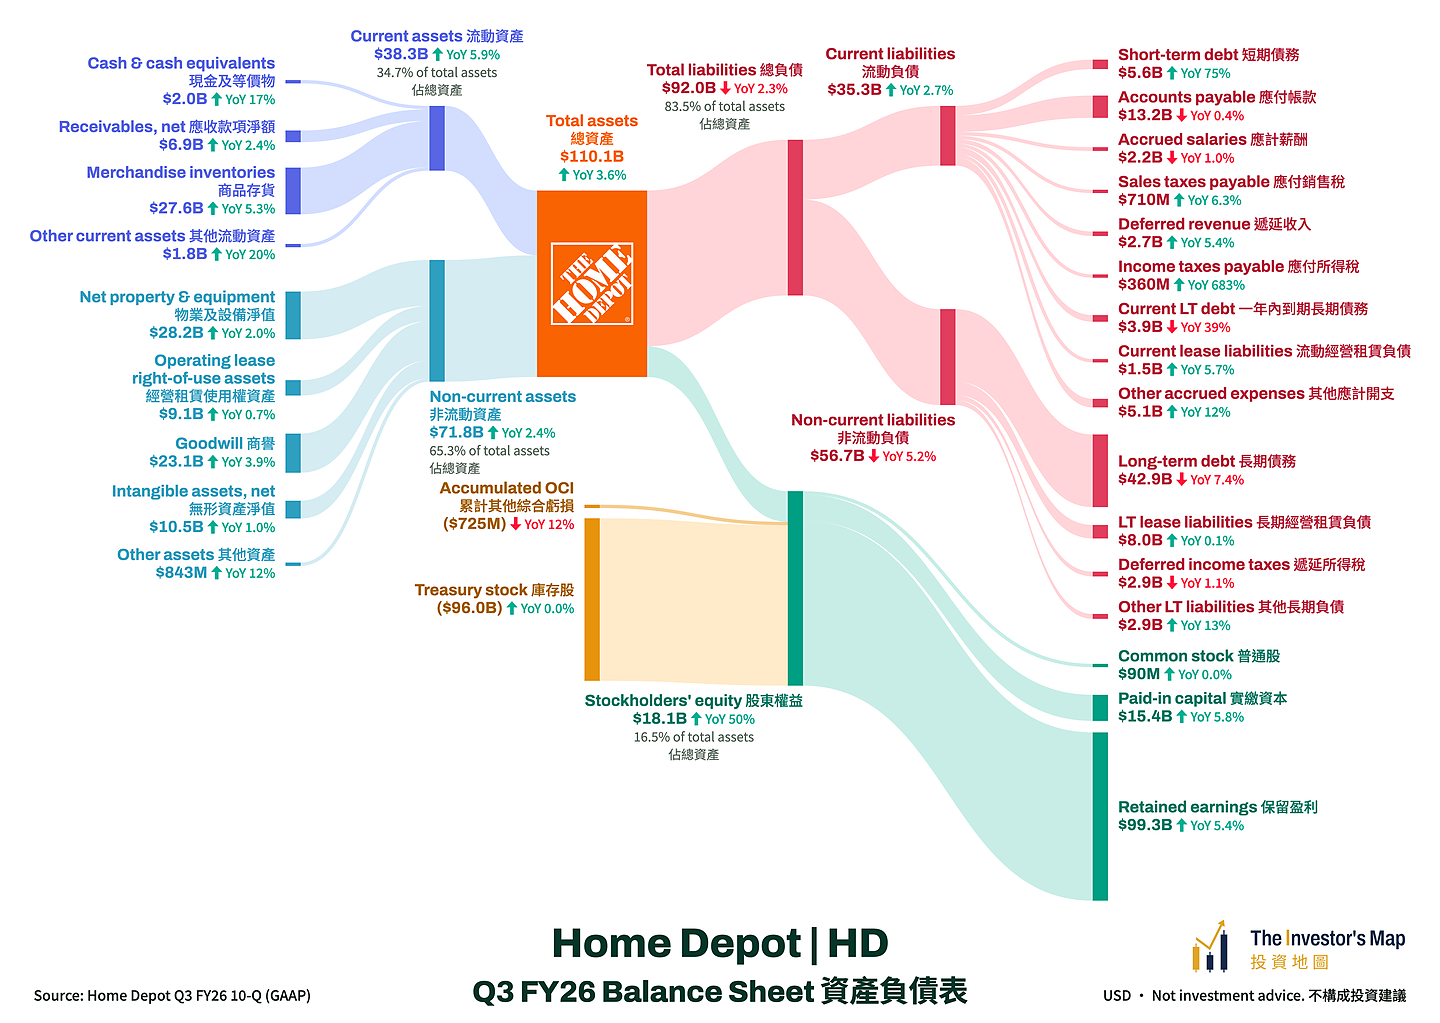 Current assets 流動資產
$38.3B YoY 5.9%
34.7% of total assets
佔總資產
Cash & cash equivalents
現金及等價物
$2.0B YoY 17%
Receivables, net 應收款項淨額
$6.9B YoY 2.4%
Merchandise inventories
商品存貨
$27.6B YoY 5.3%
Other current assets 其他流動資產
$1.8B YoY 20%
Net property & equipment
物業及設備淨值
$28.2B YoY 2.0%
Operating lease
right-of-use assets
經營租賃使用權資產
$9.1B YoY 0.7%
Goodwill 商譽
$23.1B YoY 3.9%
Intangible assets, net
無形資產淨值
$10.5B YoY 1.0%
Other assets 其他資產
$843M YoY 12%
Non-current assets
非流動資產
$71.8B YoY 2.4%
65.3% of total assets
佔總資產
Total assets
總資產
$110.1B
YoY 3.6%
THE
HOME
DEPOT
®
Accumulated OCI
累計其他綜合虧損
($725M) YoY 12%
Treasury stock 庫存股
($96.0B) YoY 0.0%
Stockholders' equity 股東權益
$18.1B YoY 50%
16.5% of total assets
佔總資產
Total liabilities 總負債
$92.0B YoY 2.3%
83.5% of total assets
佔總資產
Current liabilities
流動負債
$35.3B YoY 2.7%
Non-current liabilities
非流動負債
$56.7B YoY 5.2%
Short-term debt 短期債務
$5.6B YoY 75%
Accounts payable 應付帳款
$13.2B YoY 0.4%
Accrued salaries 應計薪酬
$2.2B YoY 1.0%
Sales taxes payable 應付銷售稅
$710M YoY 6.3%
Deferred revenue 遞延收入
$2.7B YoY 5.4%
Income taxes payable 應付所得稅
$360M YoY 683%
Current LT debt 一年內到期長期債務
$3.9B YoY 39%
Current lease liabilities 流動經營租賃負債
$1.5B YoY 5.7%
Other accrued expenses 其他應計開支
$5.1B YoY 12%
Long-term debt 長期債務
$42.9B YoY 7.4%
LT lease liabilities 長期經營租賃負債
$8.0B YoY 0.1%
Deferred income taxes 遞延所得稅
$2.9B YoY 1.1%
Other LT liabilities 其他長期負債
$2.9B YoY 13%
Common stock 普通股
$90M YoY 0.0%
Paid-in capital 實繳資本
$15.4B YoY 5.8%
Retained earnings 保留盈利
$99.3B YoY 5.4%
Home Depot | HD
Q3 FY26 Balance Sheet 資產負債表
Source: Home Depot Q3 FY26 10-Q (GAAP)
The Investor's Map
投資地圖
USD • Not investment advice. 不構成投資建議